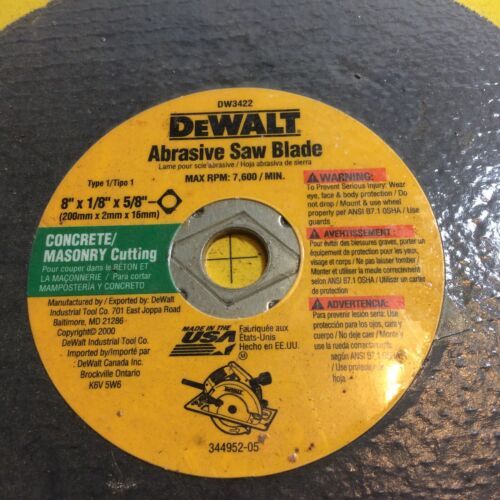 DW3422
DEWALT
Abrasive Saw Blade
Lame pour scie abrasive / Hoja abrasiva de sierra
MAX RPM: 7,600 / MIN.
Type 1/Tipo 1
8" x 1/8" x 5/8"
(200mm x 2mm x 16mm)
CONCRETE/
MASONRY Cutting
Pour couper dans le BETON ET
LA MAÇONNERIE / Para cortar
MAMPOSTERÍA Y CONCRETO
Manufactured by / Exported by: DeWalt
Industrial Tool Co. 701 East Joppa Road
Baltimore, MD 21286
Copyright© 2000
DeWalt Industrial Tool Co.
Imported by/Importé par
: DeWalt Canada Inc.
Brockville Ontario
K6V 5W6
WARNING:
To Prevent Serious Injury: Wear
eye, face & body protection / Do
not drop / Mount & use wheel
properly per ANSI B7.1 OSHA / Use
guard
AVERTISSEMENT:
Pour évitez des blessures graves, porter un
équipement de protection pour les yeux,
visage et corps / Ne pas laisser tomber /
Monter et utiliser la meule correctement
selon ANSI B7.1 OSHA / Utiliser un carter
de protection
ADVERTENCIA:
Para prevenir lesión seria: Use
protección para los ojos, cara y
cuerpo / No deje caer / Monte y use
la rueda correctamente
según ANSI B7.1 OSHA
/ Use protector de
hoja.
MADE IN THE
USA
Fabriquée aux
États-Unis
Hecho en EE.UU.
M
DEWALT
344952-05